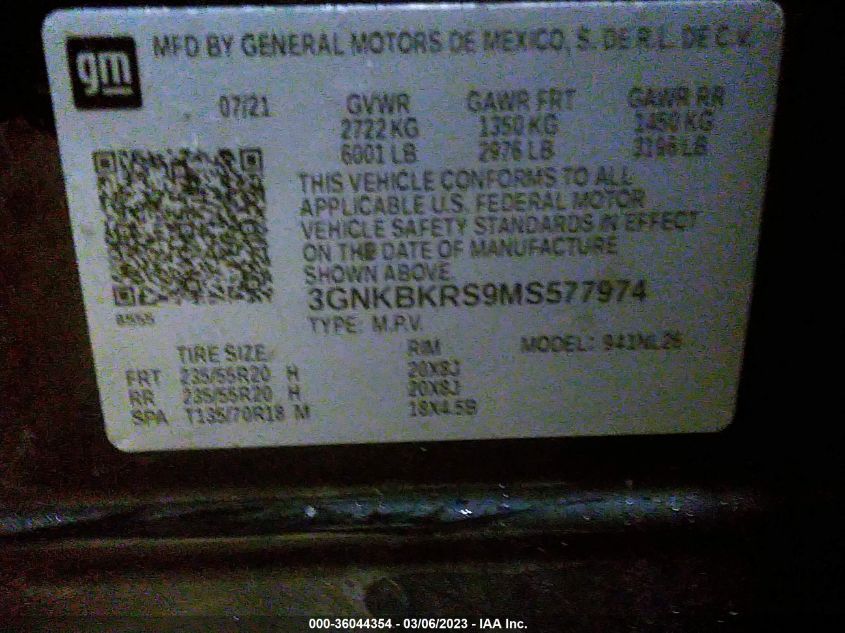 gm
MFD BY GENERAL MOTORS DE MEXICO, S. DE R.L. DE C.V.
07/21 GVWR GAWR FRT GAWR RR
2722 KG 1350 KG 1450 KG
6001 LB 2976 LB 3196 LB
THIS VEHICLE CONFORMS TO ALL
APPLICABLE U.S. FEDERAL MOTOR
VEHICLE SAFETY STANDARDS IN EFFECT
ON THE DATE OF MANUFACTURE
SHOWN ABOVE.
3GNKBKRS9MS577974
TYPE: M.P.V.
TIRE SIZE RIM MODEL:
FRT 235/55R20 H 20X8J
RR 235/55R20 H 20X8J
SPA T135/70R18 M 18X4.5B
000-36044354 - 03/06/2023 - IAA Inc.